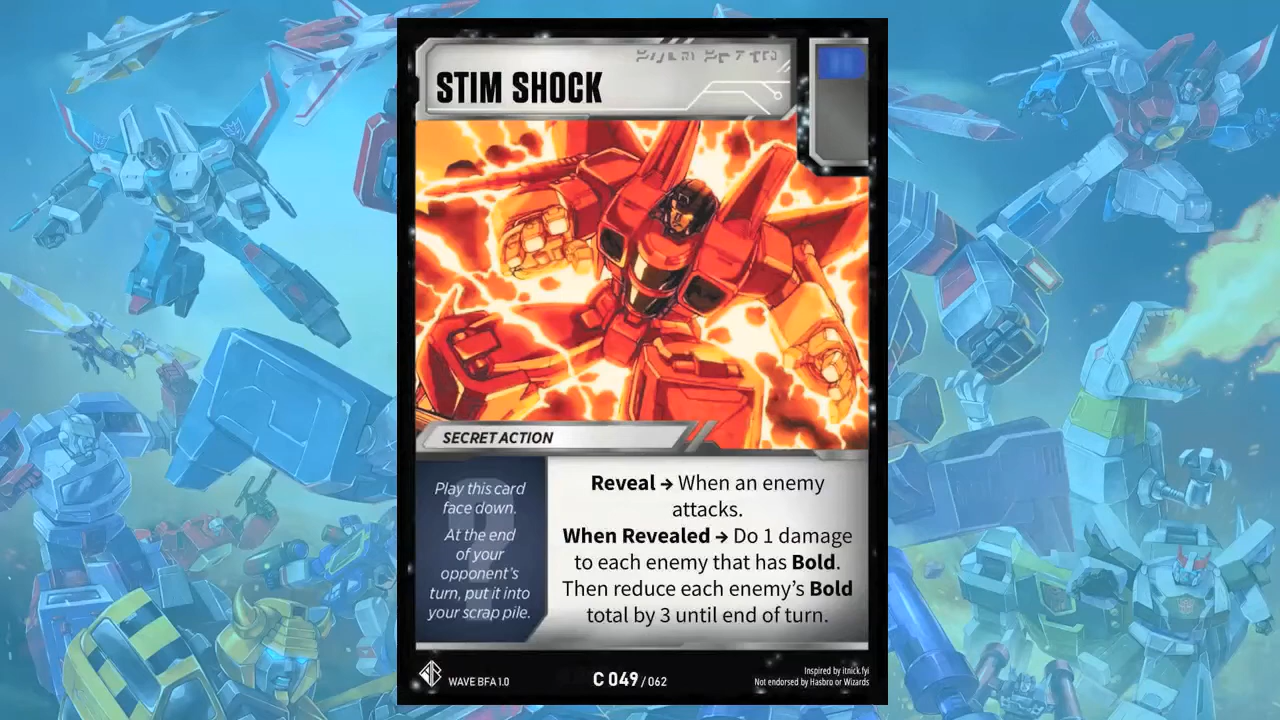 STIM SHOCK
SECRET ACTION
Play this card
face down.
At the end
of your
opponent's
turn, put it into
your scrap pile.
Reveal → When an enemy
attacks.
When Revealed → Do 1 damage
to each enemy that has Bold.
Then reduce each enemy's Bold
total by 3 until end of turn.
WAVE BFA 1.0
C 049 / 062
Inspired by itnick.fyi
Not endorsed by Hasbro or Wizards